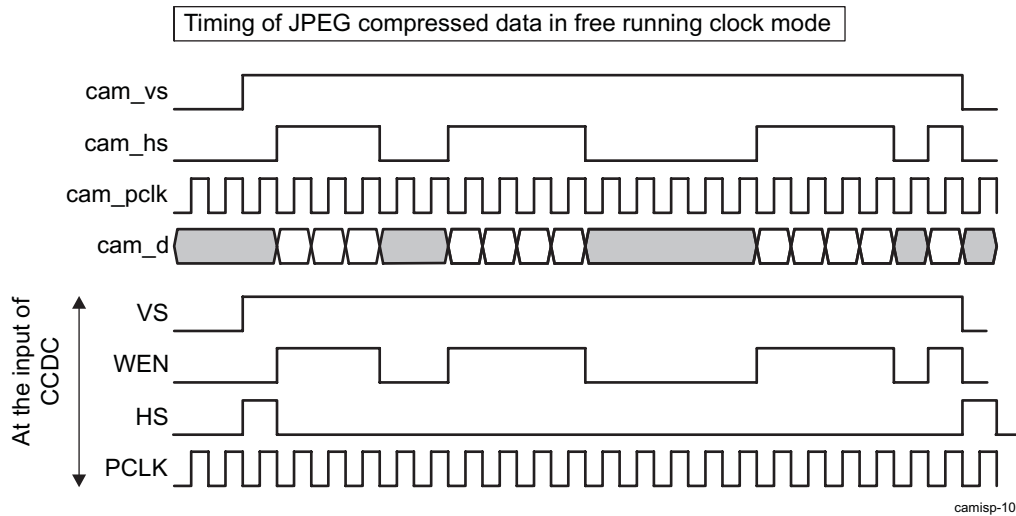 Timing of JPEG compressed data in free running clock mode
cam_vs
cam_hs
cam_pclk
cam_d
At the input of
CCDC
VS
WEN
HS
PCLK
camisp-10